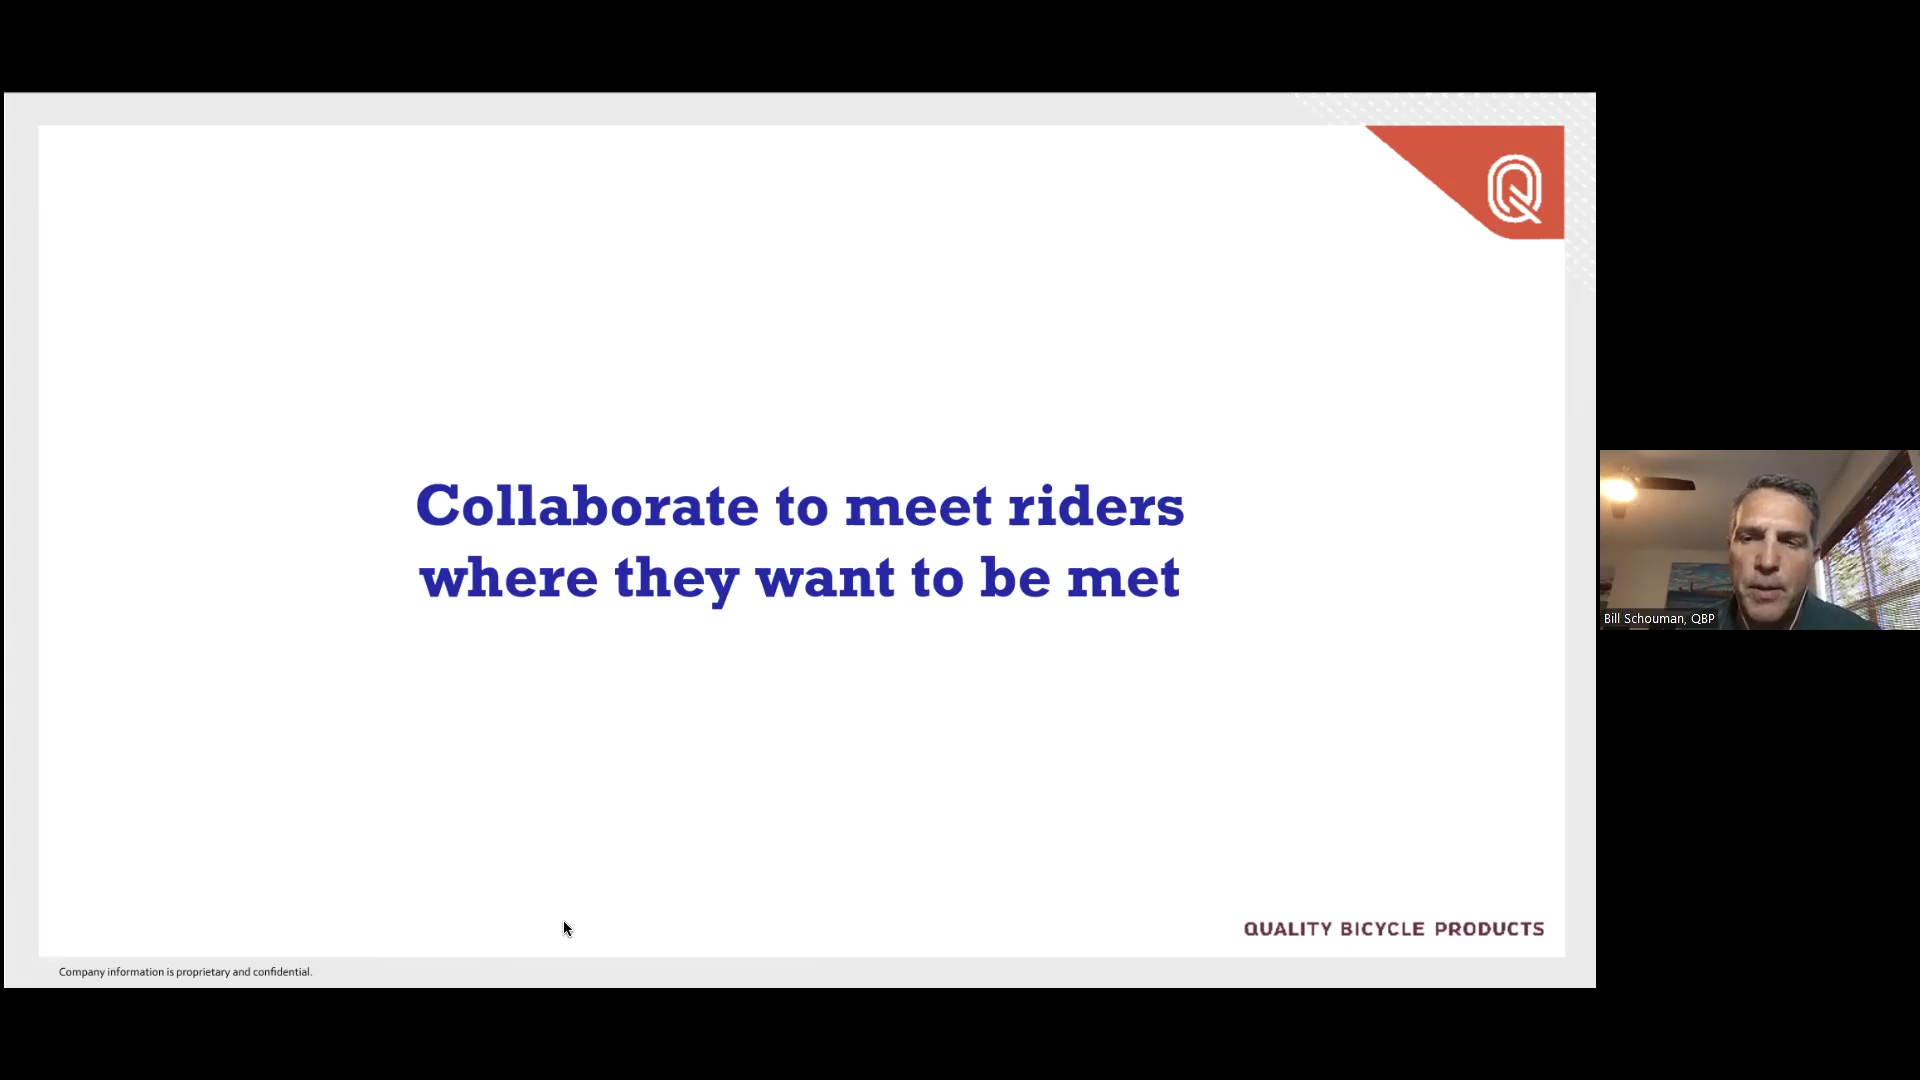 Q
Collaborate to meet riders
where they want to be met
QUALITY BICYCLE PRODUCTS
Company information is proprietary and confidential.
Bill Schouman, QBP